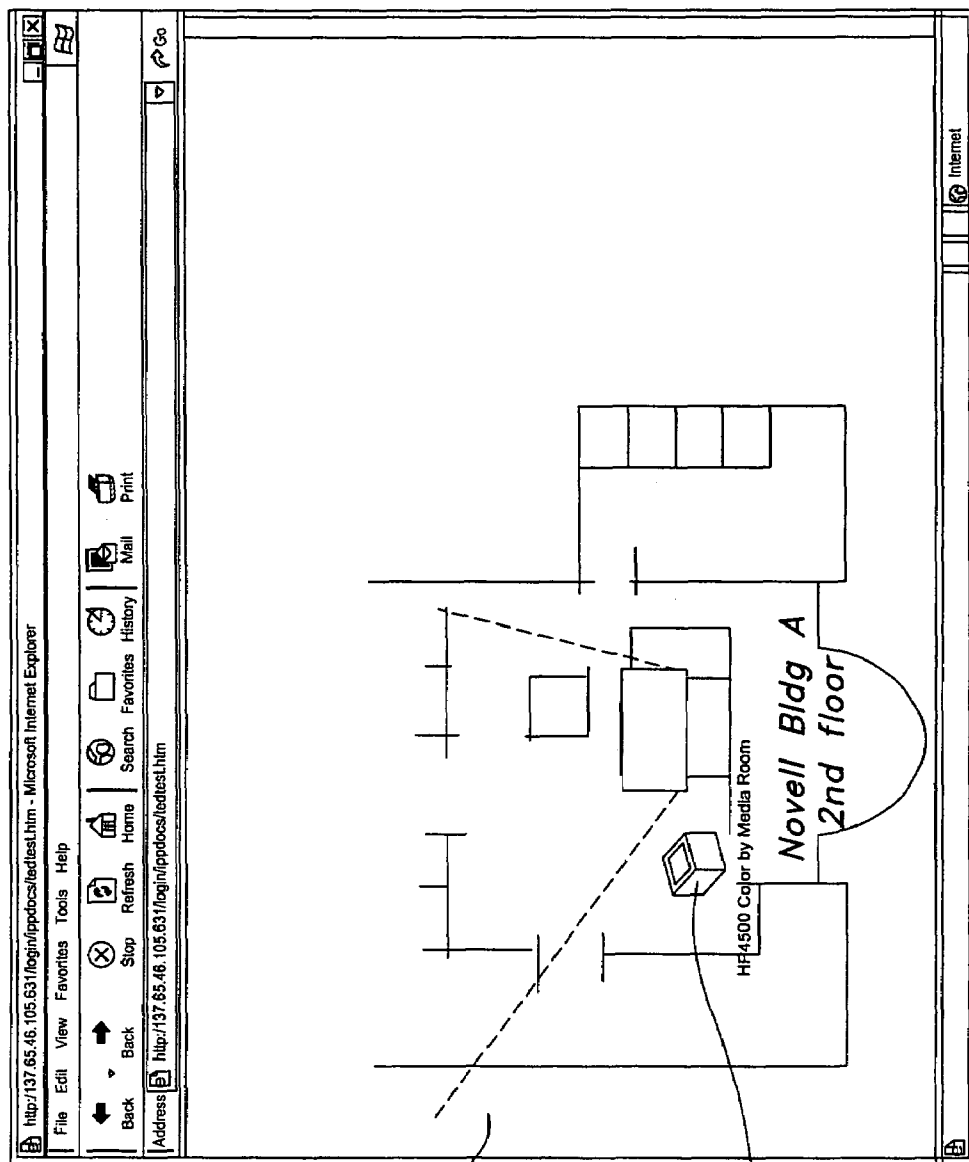 http:/137.65.46.105.631/login/ippdocs/tedtest.htm - Microsoft Internet Explorer
File Edit View Favorites Tools Help
Back Back Stop Refresh Home Search Favorites History Mail Print
Address http:/137.65.46.105.631/login/ippdocs/tedtest.htm Go
HP4500 Color by Media Room
Novell Bldg A
2nd floor
Internet